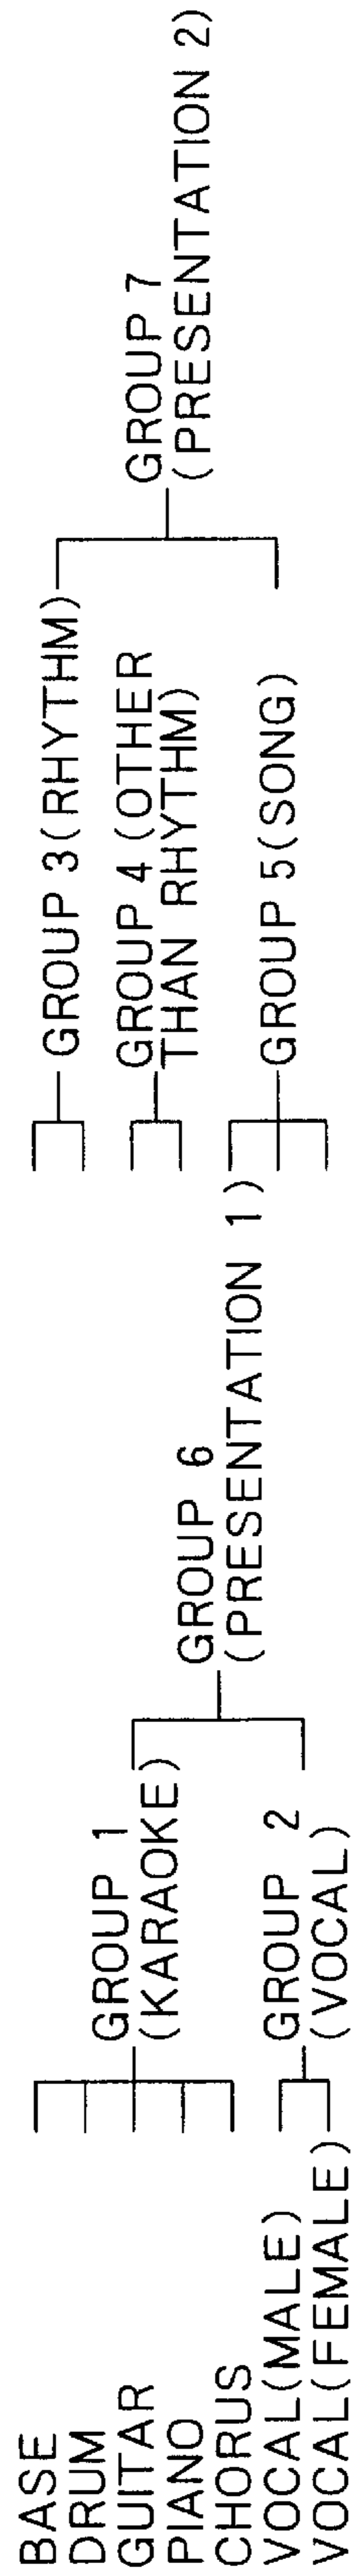 BASE
DRUM
GUITAR
PIANO
CHORUS
VOCAL(MALE)
VOCAL(FEMALE)
GROUP 1
(KARAOKE)
GROUP 2
(VOCAL)
GROUP 6
(PRESENTATION 1)
GROUP 3(RHYTHM)
GROUP 4(OTHER
THAN RHYTHM)
GROUP 5(SONG)
GROUP 7
(PRESENTATION 2)